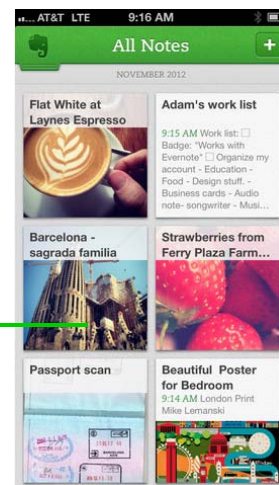 AT&T LTE 9:16 AM
All Notes +
NOVEMBER 2012
Flat White at
Laynes Espresso
Adam's work list
9:15 AM Work list: ☐
Badge: "Works with
Evernote" ☐ Organize my
account - Education -
Food - Design stuff. -
Business cards - Audio
note- songwriter - Musi...
Barcelona -
sagrada familia
Strawberries from
Ferry Plaza Farm...
Passport scan
Beautiful Poster
for Bedroom
9:14 AM London Print
Mike Lemanski